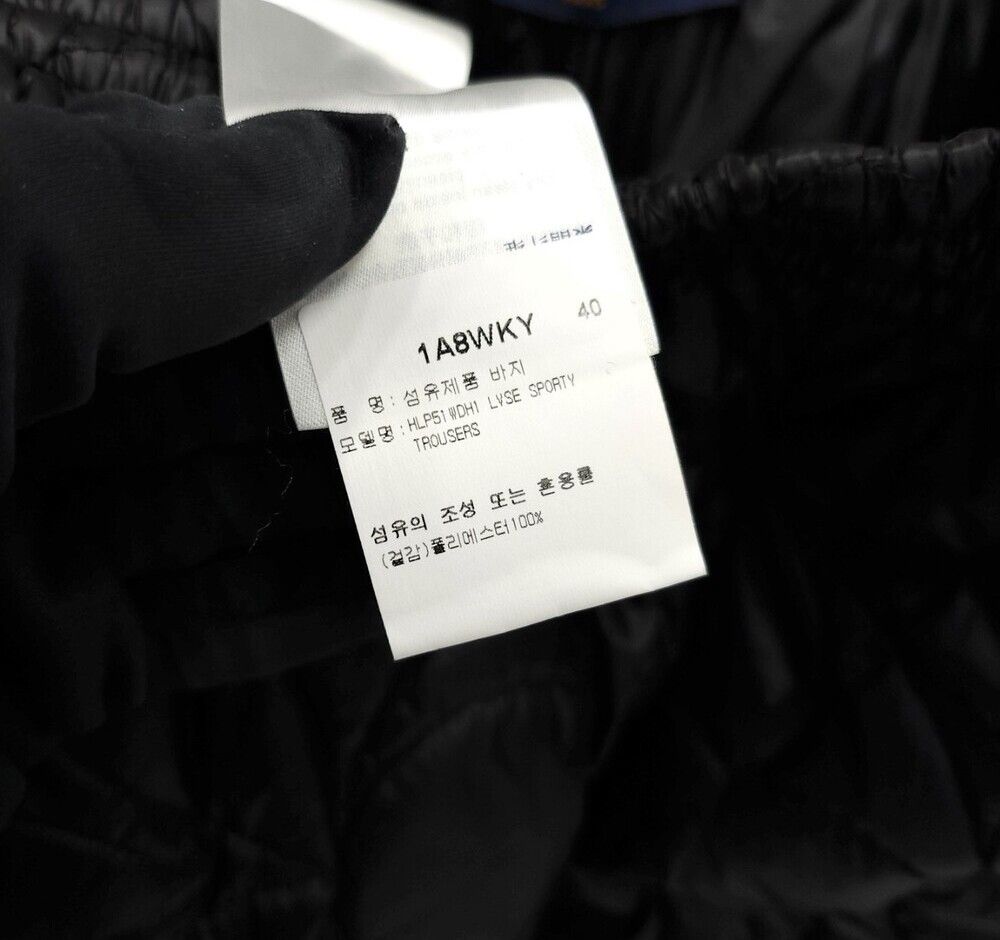 1A8WKY 40
품 명 : 섬유제품 바지
모델명 : HLP51WDH1 LVSE SPORTY
TROUSERS
섬유의 조성 또는 혼용률
(겉감)폴리에스터100%